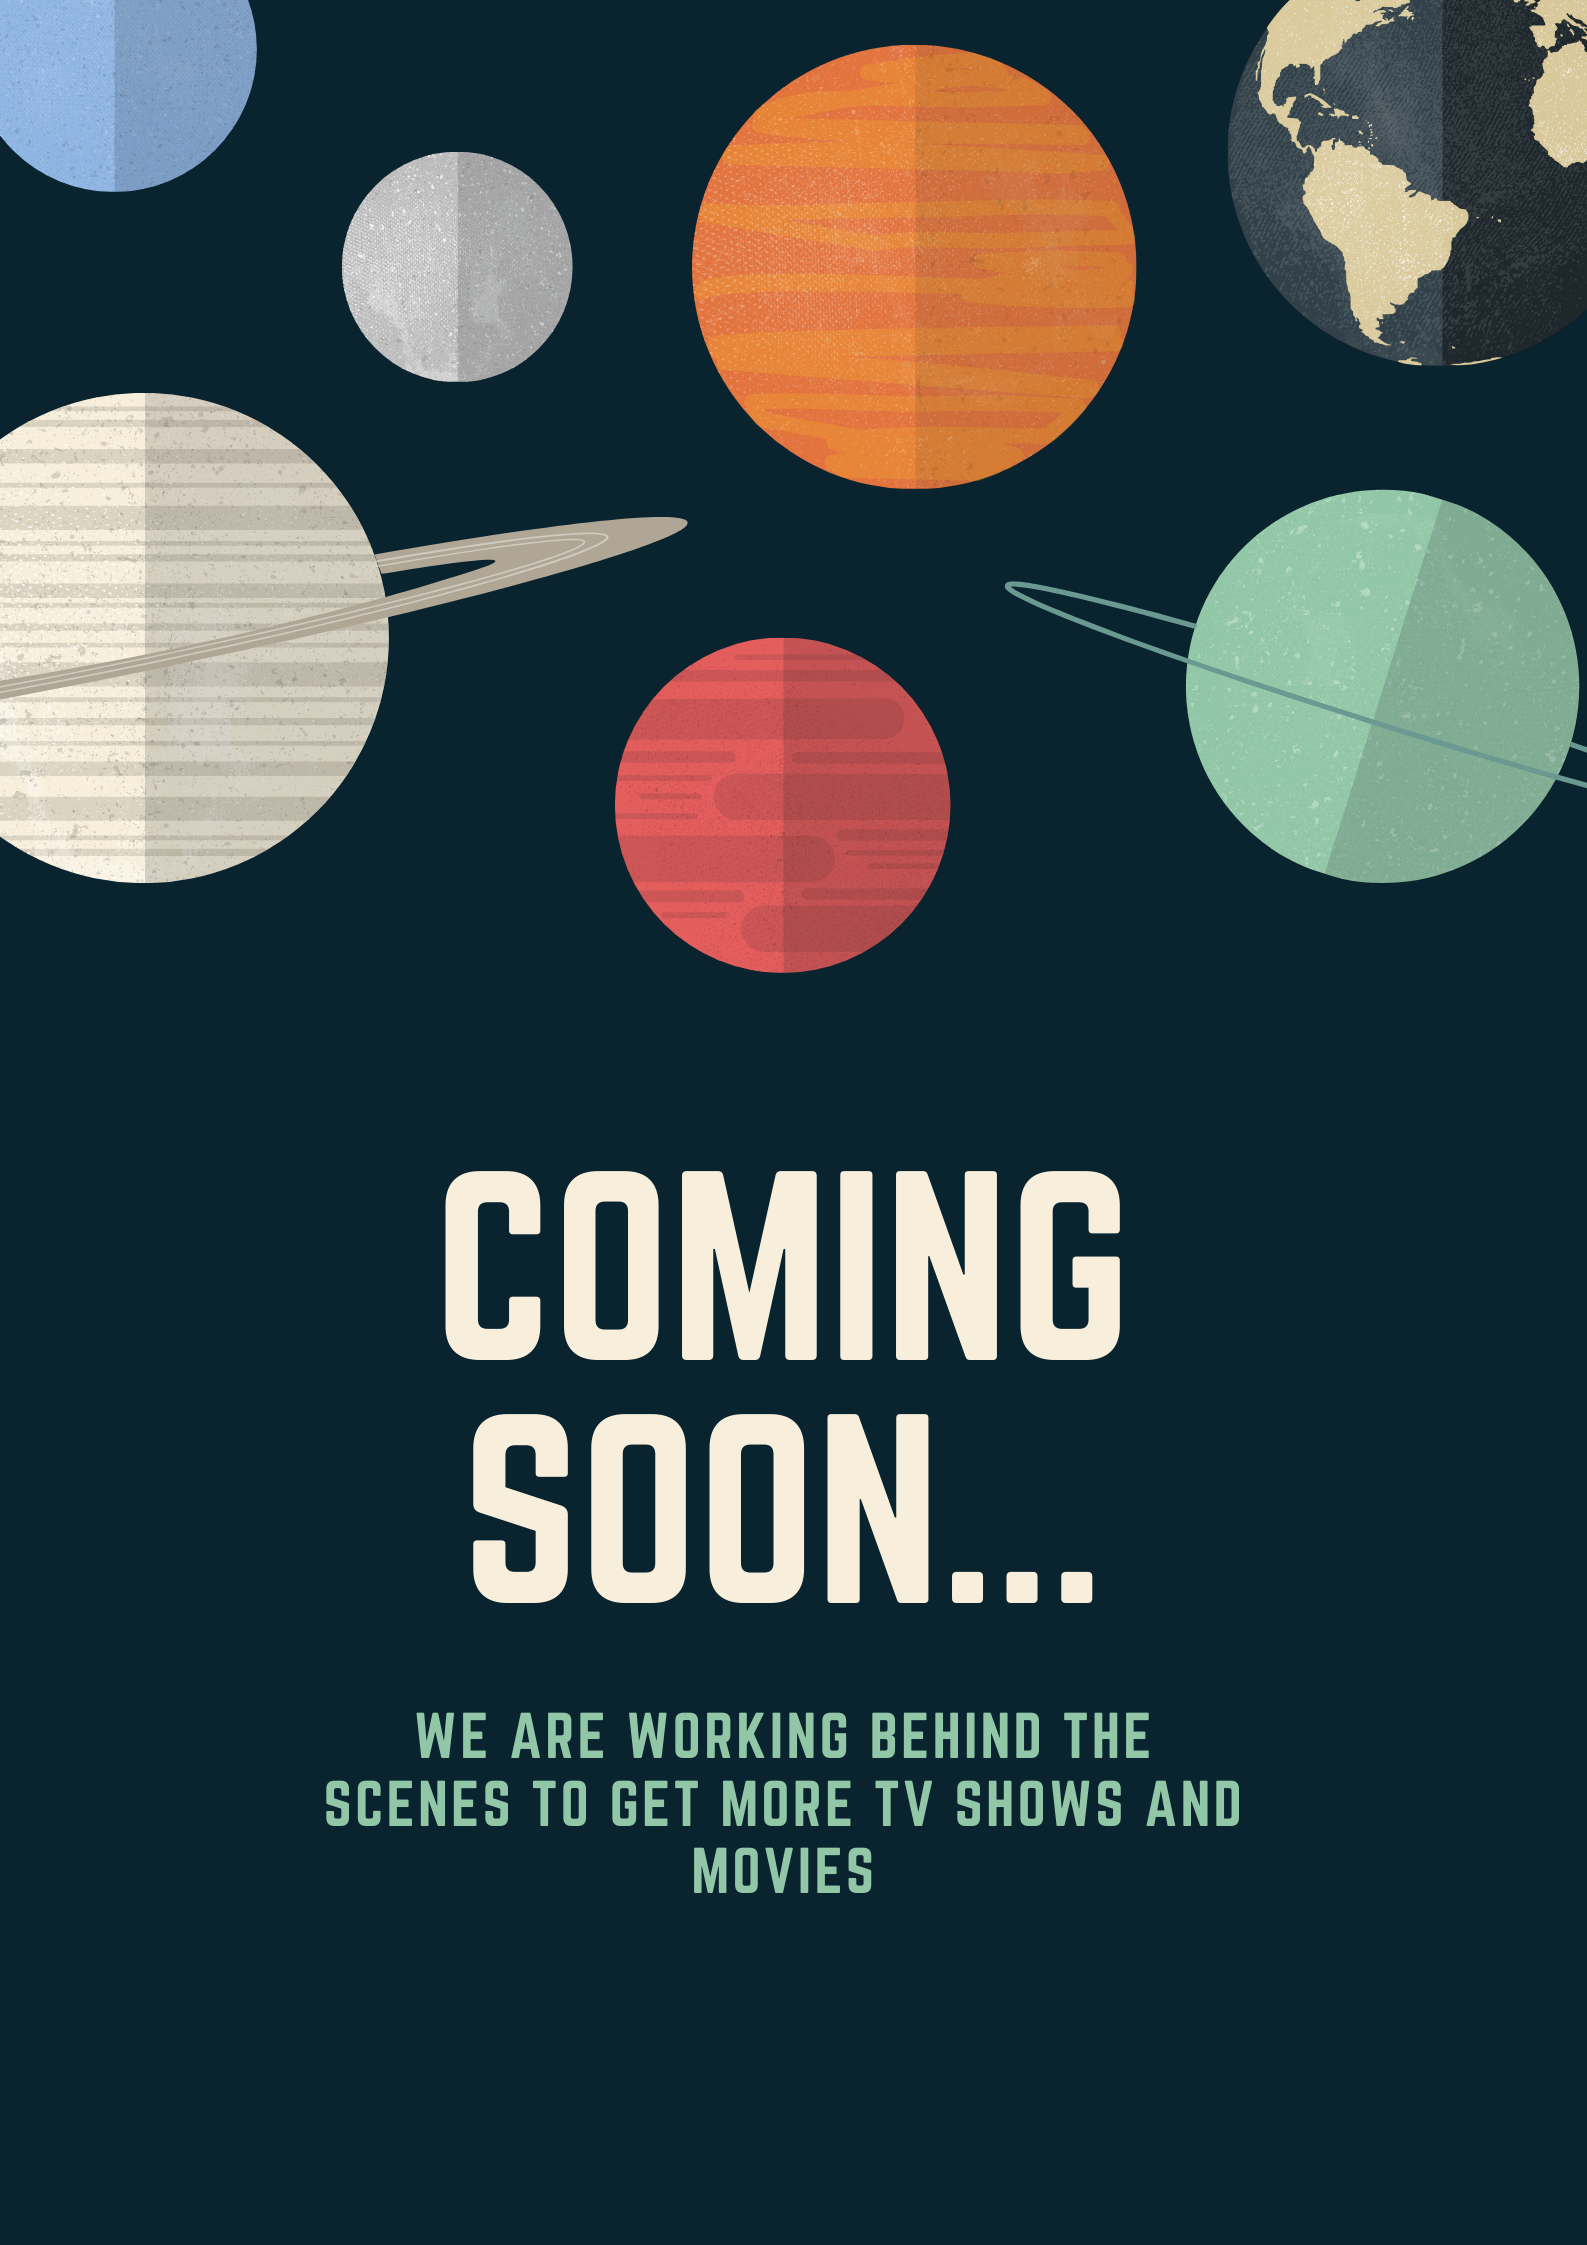 COMING
SOON...
WE ARE WORKING BEHIND THE
SCENES TO GET MORE TV SHOWS AND
MOVIES